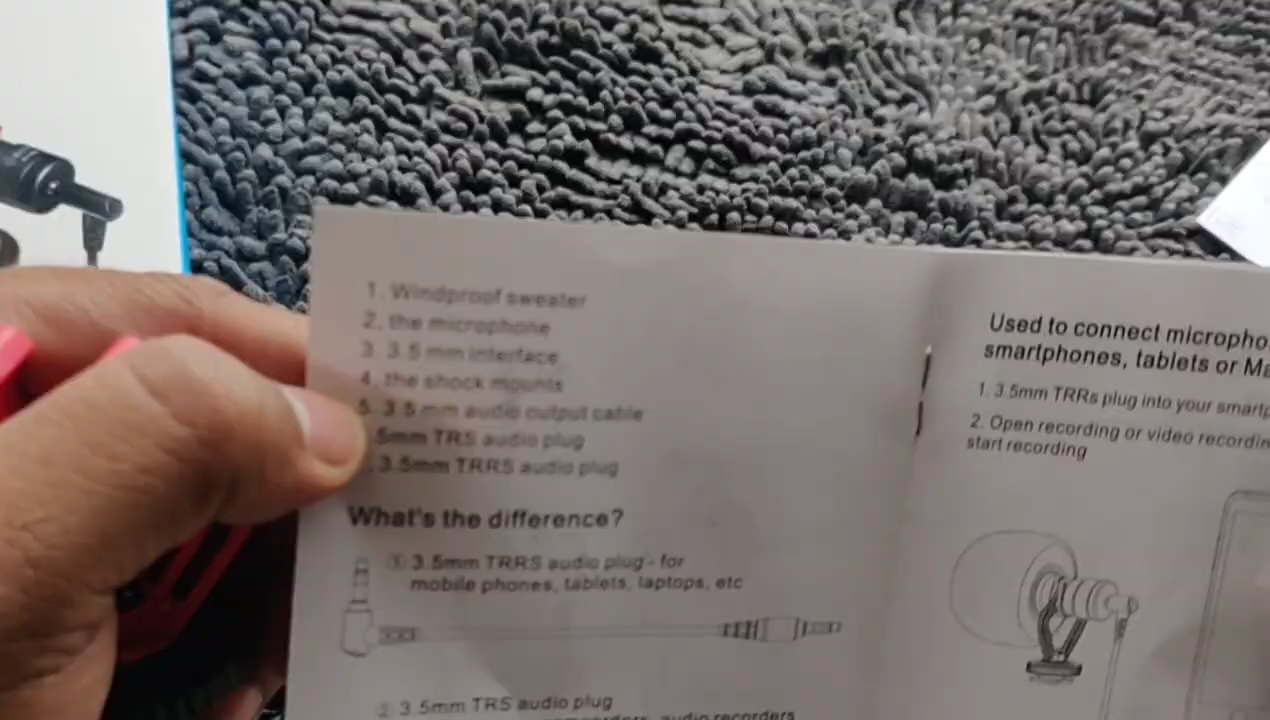 1. Windproof sweater
2. the microphone
3. 3.5 mm interface
4. the shock mounts
5. 3.5 mm audio output cable
.5mm TRS audio plug
3.5mm TRRS audio plug
What's the difference?
① 3.5mm TRRS audio plug - for
mobile phones, tablets, laptops, etc
② 3.5mm TRS audio plug
audio recorders
Used to connect micropho
smartphones, tablets or Ma
1. 3.5mm TRRs plug into your smartp
2. Open recording or video recordin
start recording